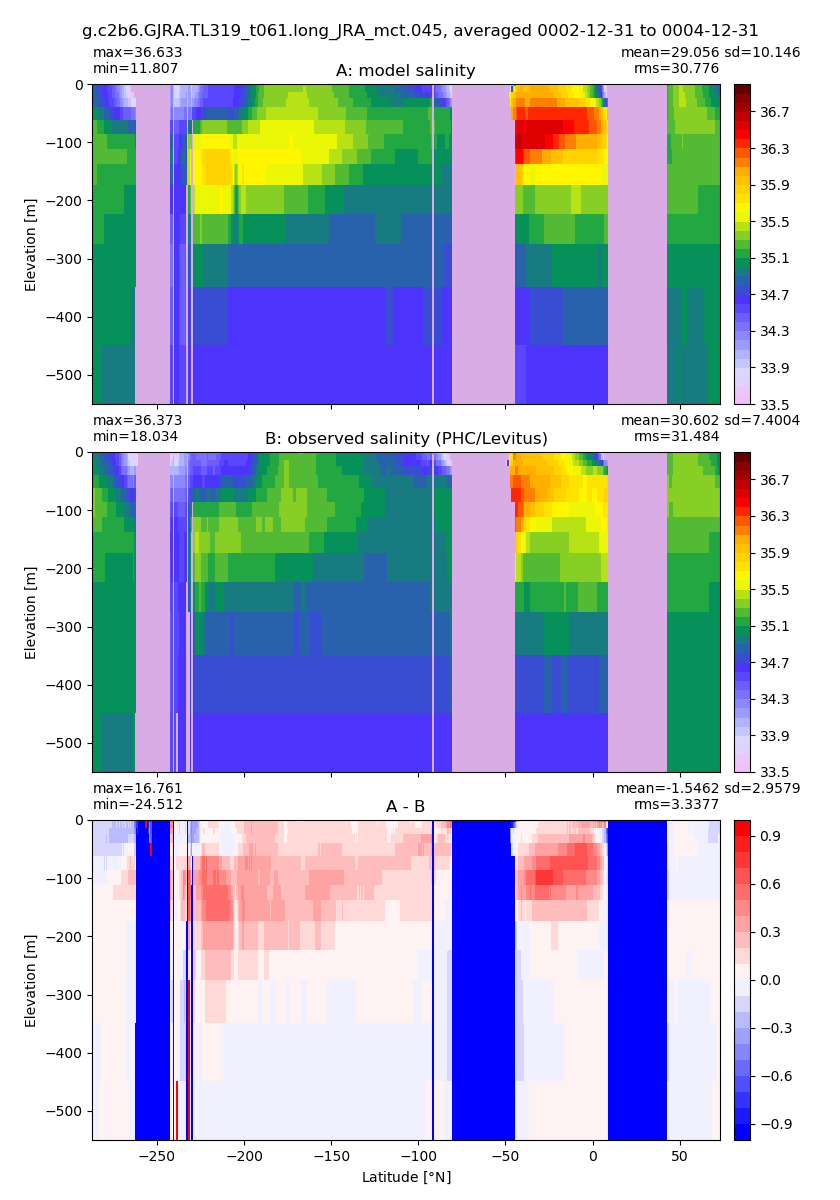 g.c2b6.GJRA.TL319_t061.long_JRA_mct.045, averaged 0002-12-31 to 0004-12-31
max=36.633
min=11.807
A: model salinity
mean=29.056 sd=10.146
rms=30.776
0
−100
−200
−300
−400
−500
Elevation [m]
36.7
36.3
35.9
35.5
35.1
34.7
34.3
33.9
33.5
max=36.373
min=18.034
B: observed salinity (PHC/Levitus)
mean=30.602 sd=7.4004
rms=31.484
0
−100
−200
−300
−400
−500
Elevation [m]
36.7
36.3
35.9
35.5
35.1
34.7
34.3
33.9
33.5
max=16.761
min=-24.512
A - B
mean=-1.5462 sd=2.9579
rms=3.3377
0
−100
−200
−300
−400
−500
Elevation [m]
0.9
0.6
0.3
0.0
−0.3
−0.6
−0.9
−250 −200 −150 −100 −50 0 50
Latitude [°N]